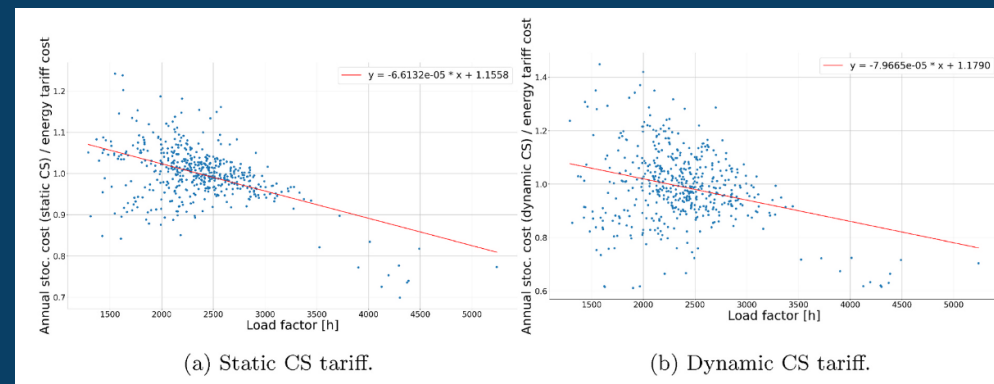 Annual stoc. cost (static CS) / energy tariff cost
y = -6.6132e-05 * x + 1.1558
1.2
1.1
1.0
0.9
0.8
0.7
1500 2000 2500 3000 3500 4000 4500 5000
Load factor [h]
(a) Static CS tariff.
Annual stoc. cost (dynamic CS) / energy tariff cost
y = -7.9665e-05 * x + 1.1790
1.4
1.2
1.0
0.8
0.6
1500 2000 2500 3000 3500 4000 4500 5000
Load factor [h]
(b) Dynamic CS tariff.